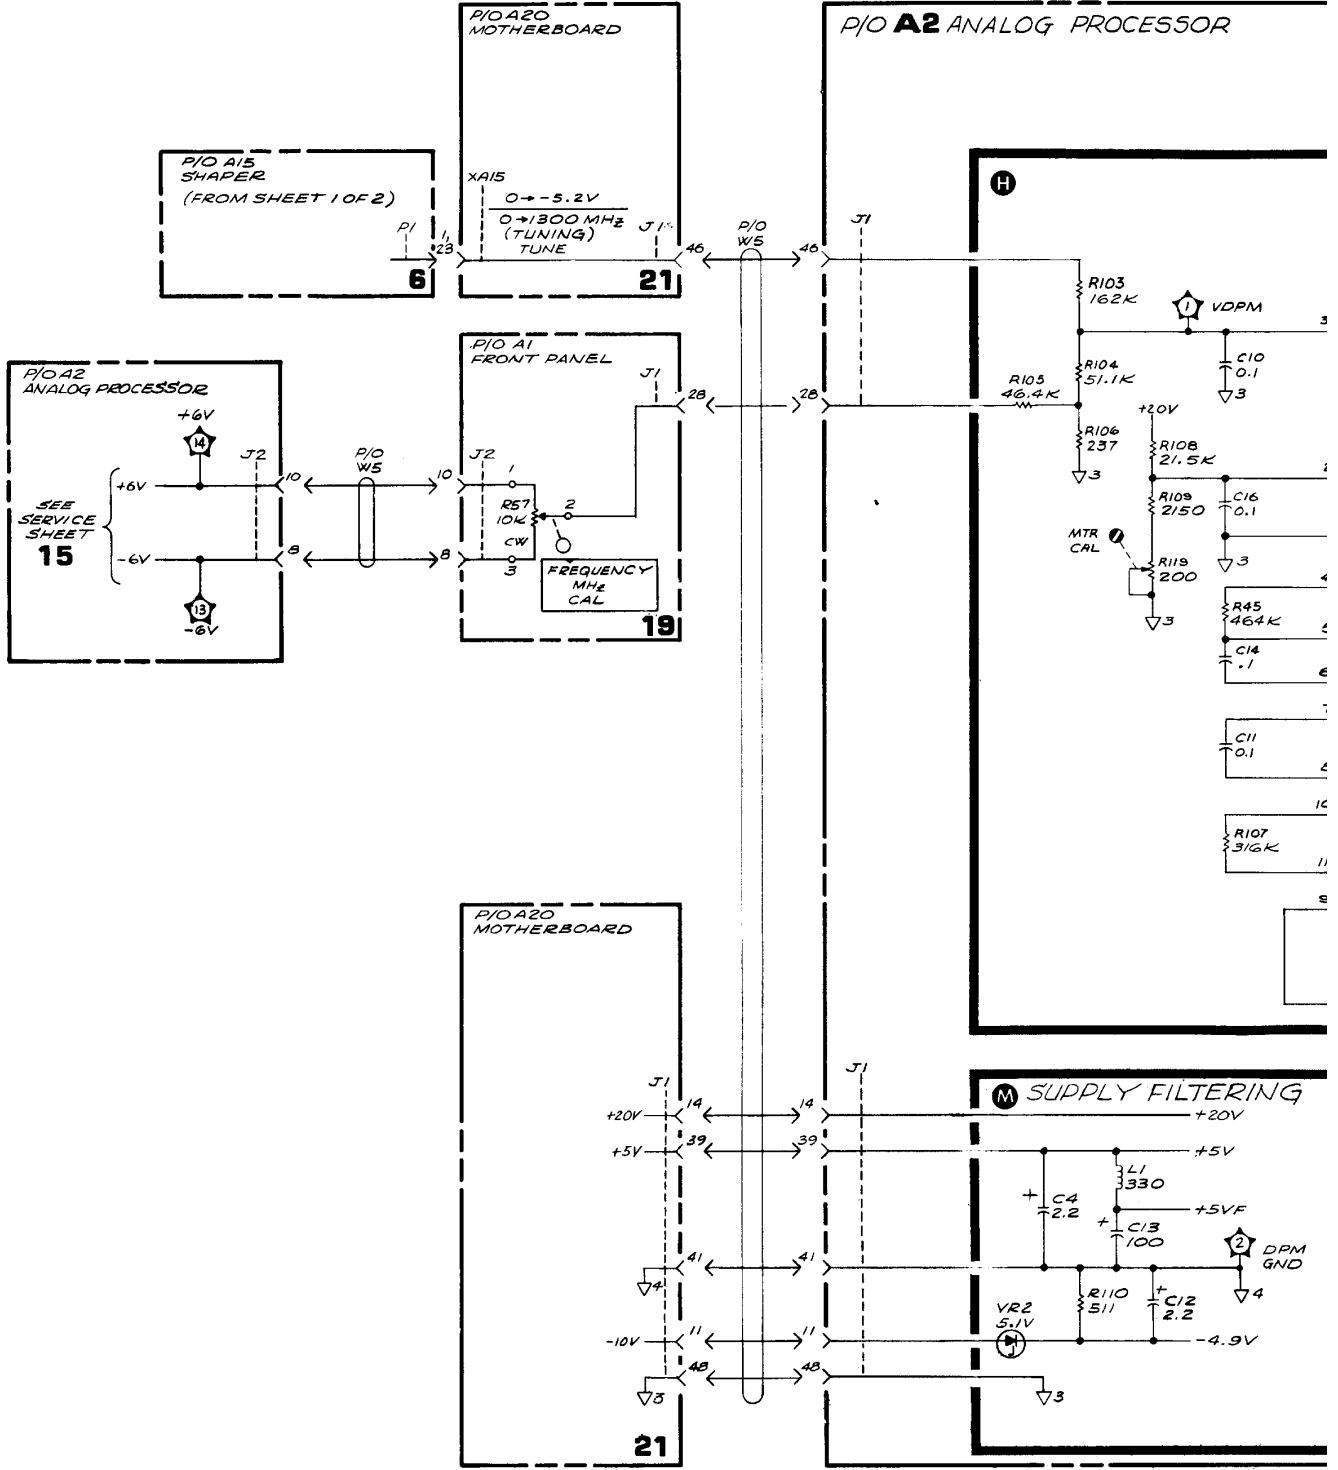 P/O A20
MOTHERBOARD
P/O A2 ANALOG PROCESSOR
P/O A15
SHAPER
(FROM SHEET 1 OF 2)
P1
1,
23
6
XA15
0→-5.2V
0→1300 MHz
(TUNING)
TUNE
J1
46
21
P/O
W5
46
J1
H
R103
162K
1
VDPM
3
C10
0.1
3
R104
51.1K
R105
46.4K
R106
237
3
+20V
R108
21.5K
R109
2150
C16
0.1
3
MTR
CAL
R119
200
3
4
R45
464K
5
C14
.1
6
C11
0.1
10
R107
316K
11
P/O A1
FRONT PANEL
J1
28
28
P/O A2
ANALOG PROCESSOR
+6V
14
J2
10
P/O
W5
10
J2
1
+6V
SEE
SERVICE
SHEET
15
R57
10K
2
CW
3
-6V
8
8
13
-6V
FREQUENCY
MHz
CAL
19
P/O A20
MOTHERBOARD
J1
J1
M SUPPLY FILTERING
+20V
14
14
+20V
+5V
39
39
+5V
L1
330
+
C4
2.2
+5VF
+
C13
100
2
DPM
GND
41
41
4
4
R110
511
+
C12
2.2
VR2
5.1V
-10V
11
11
-4.9V
48
48
3
3
21